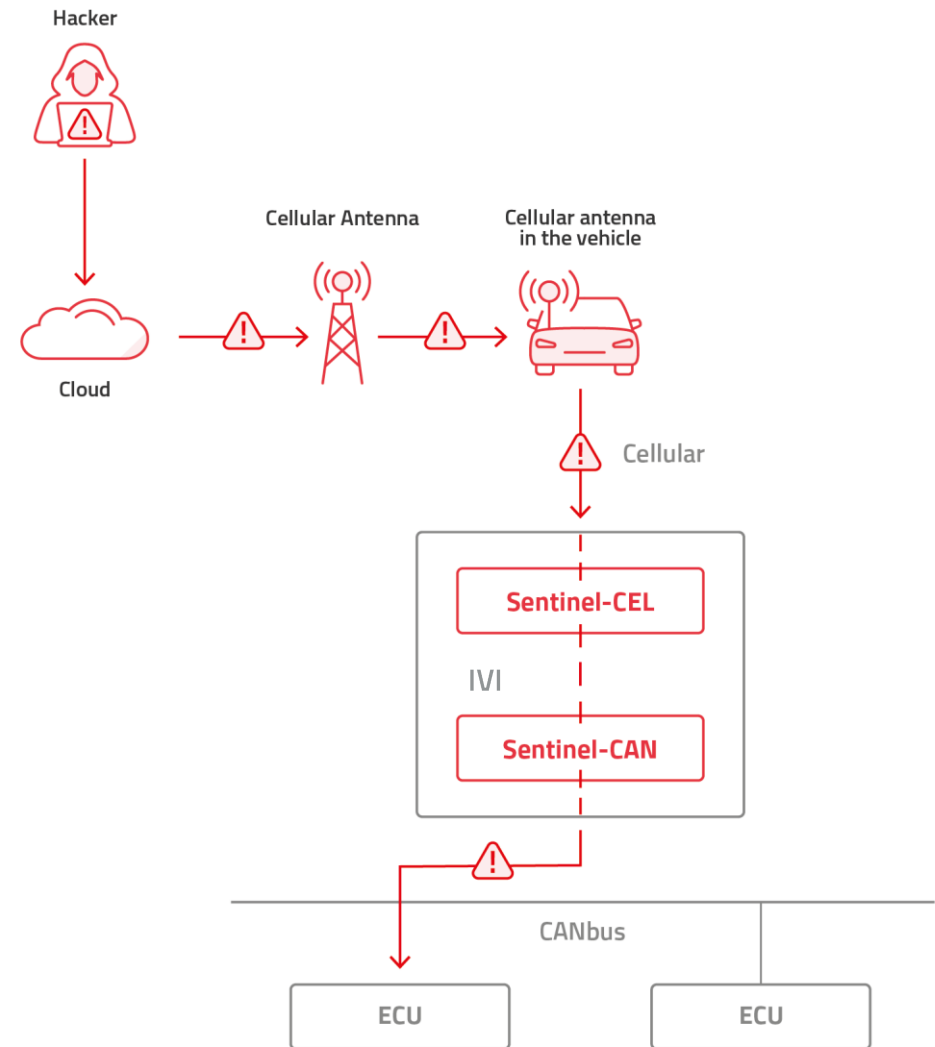 Hacker
Cellular Antenna
Cellular antenna
in the vehicle
Cloud
Cellular
Sentinel-CEL
IVI
Sentinel-CAN
CANbus
ECU
ECU